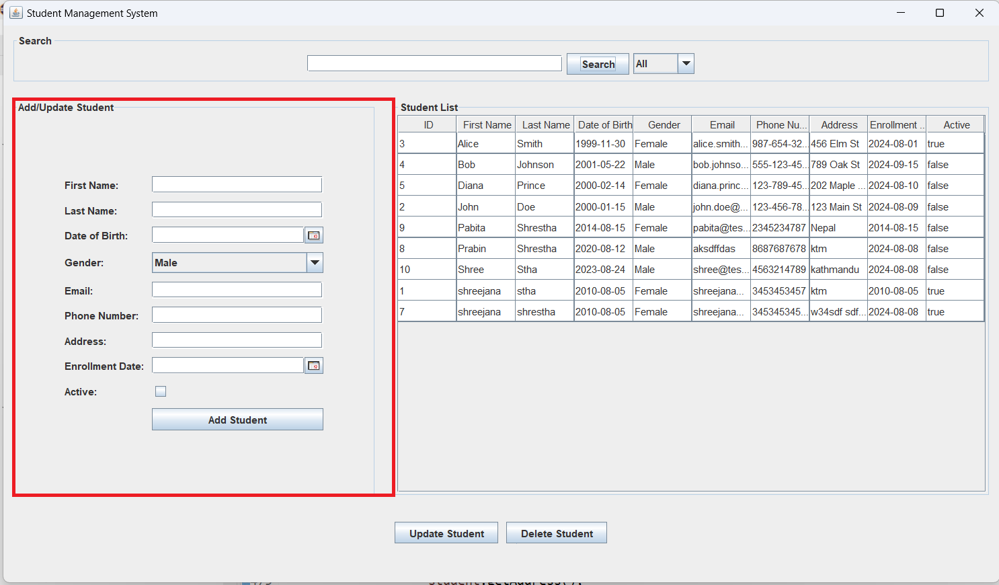 Student Management System
Search
Search All
Add/Update Student
First Name:
Last Name:
Date of Birth:
Gender: Male
Email:
Phone Number:
Address:
Enrollment Date:
Active:
Add Student
Student List
ID First Name Last Name Date of Birth Gender Email Phone Nu... Address Enrollment .. Active
3 Alice Smith 1999-11-30 Female alice.smith... 987-654-32... 456 Elm St 2024-08-01 true
4 Bob Johnson 2001-05-22 Male bob.johnso... 555-123-45... 789 Oak St 2024-09-15 false
5 Diana Prince 2000-02-14 Female diana.princ... 123-789-45... 202 Maple ... 2024-08-10 false
2 John Doe 2000-01-15 Male john.doe@... 123-456-78... 123 Main St 2024-08-09 false
9 Pabita Shrestha 2014-08-15 Female pabita@tes... 2345234787 Nepal 2014-08-15 false
8 Prabin Shrestha 2020-08-12 Male aksdffdas 8687687678 ktm 2024-08-08 false
10 Shree Stha 2023-08-24 Male shree@tes... 4563214789 kathmandu 2024-08-08 false
1 shreejana stha 2010-08-05 Female shreejana... 3453453457 ktm 2010-08-05 true
7 shreejana shrestha 2010-08-05 Female shreejana... 345345345... w34sdf sdf... 2024-08-08 true
Update Student Delete Student